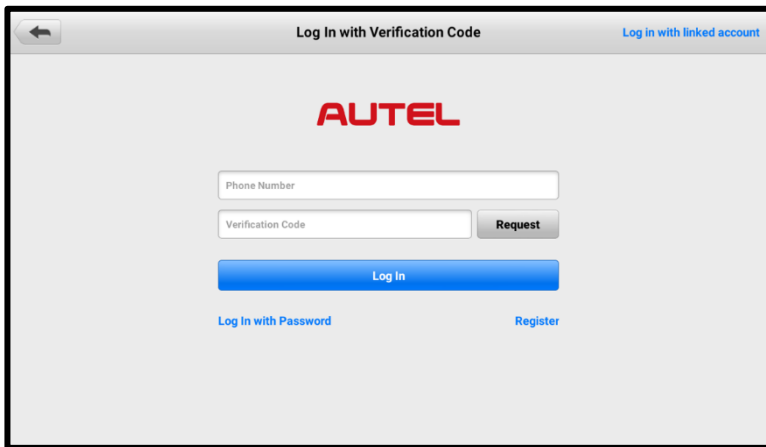 Log In with Verification Code
Log in with linked account
AUTEL
Phone Number
Verification Code
Request
Log In
Log In with Password
Register